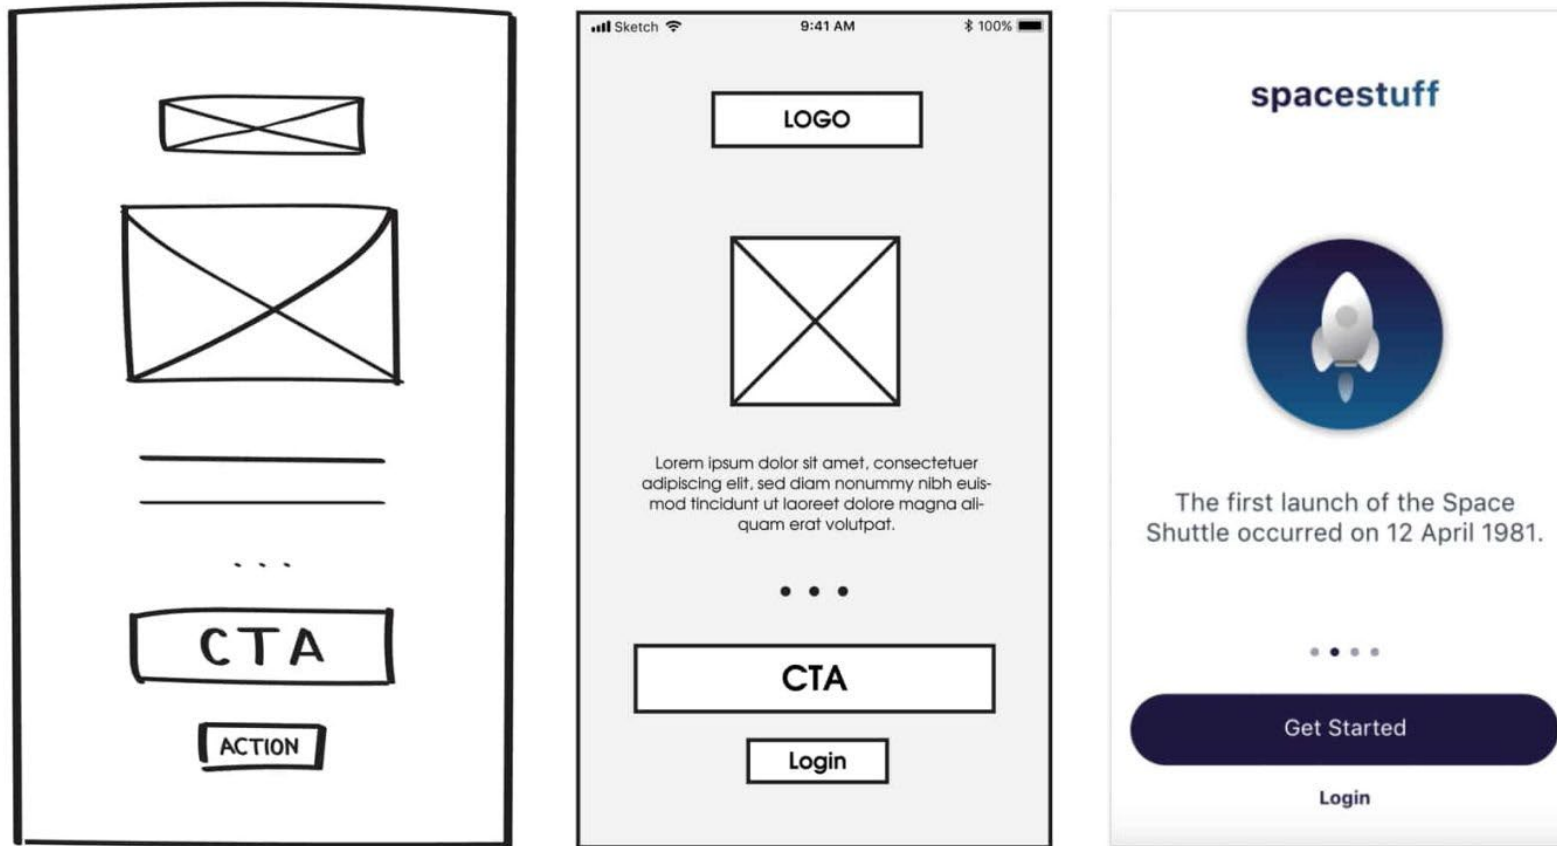 CTA
ACTION
Sketch 9:41 AM 100%
LOGO
Lorem ipsum dolor sit amet, consectetuer
adipiscing elit, sed diam nonummy nibh euis-
mod tincidunt ut laoreet dolore magna ali-
quam erat volutpat.
CTA
Login
spacestuff
The first launch of the Space
Shuttle occurred on 12 April 1981.
Get Started
Login